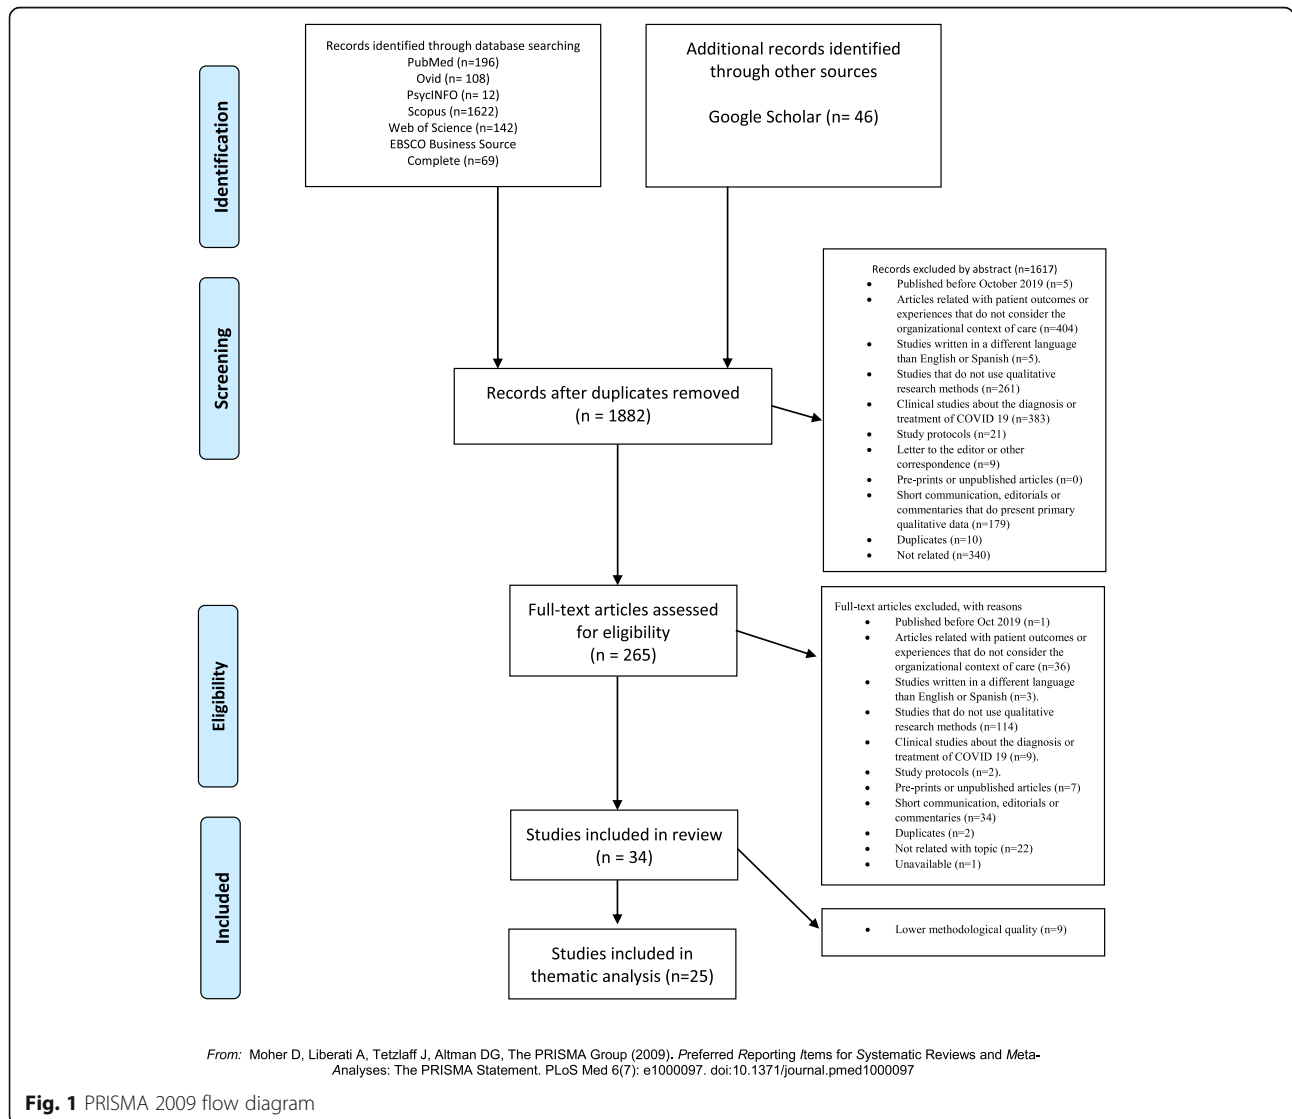 Identification
Screening
Eligibility
Included
Records identified through database searching
PubMed (n=196)
Ovid (n= 108)
PsycINFO (n= 12)
Scopus (n=1622)
Web of Science (n=142)
EBSCO Business Source
Complete (n=69)
Additional records identified
through other sources
Google Scholar (n= 46)
Records after duplicates removed
(n = 1882)
Records excluded by abstract (n=1617)
• Published before October 2019 (n=5)
• Articles related with patient outcomes or
experiences that do not consider the
organizational context of care (n=404)
• Studies written in a different language
than English or Spanish (n=5).
• Studies that do not use qualitative
research methods (n=261)
• Clinical studies about the diagnosis or
treatment of COVID 19 (n=383)
• Study protocols (n=21)
• Letter to the editor or other
correspondence (n=9)
• Pre-prints or unpublished articles (n=0)
• Short communication, editorials or
commentaries that do present primary
qualitative data (n=179)
• Duplicates (n=10)
• Not related (n=340)
Full-text articles assessed
for eligibility
(n = 265)
Full-text articles excluded, with reasons
• Published before Oct 2019 (n=1)
• Articles related with patient outcomes or
experiences that do not consider the
organizational context of care (n=36)
• Studies written in a different language
than English or Spanish (n=3).
• Studies that do not use qualitative
research methods (n=114)
• Clinical studies about the diagnosis or
treatment of COVID 19 (n=9).
• Study protocols (n=2).
• Pre-prints or unpublished articles (n=7)
• Short communication, editorials or
commentaries (n=34)
• Duplicates (n=2)
• Not related with topic (n=22)
• Unavailable (n=1)
Studies included in review
(n = 34)
• Lower methodological quality (n=9)
Studies included in
thematic analysis (n=25)
From: Moher D, Liberati A, Tetzlaff J, Altman DG, The PRISMA Group (2009). Preferred Reporting Items for Systematic Reviews and Meta-
Analyses: The PRISMA Statement. PLoS Med 6(7): e1000097. doi:10.1371/journal.pmed1000097
Fig. 1 PRISMA 2009 flow diagram